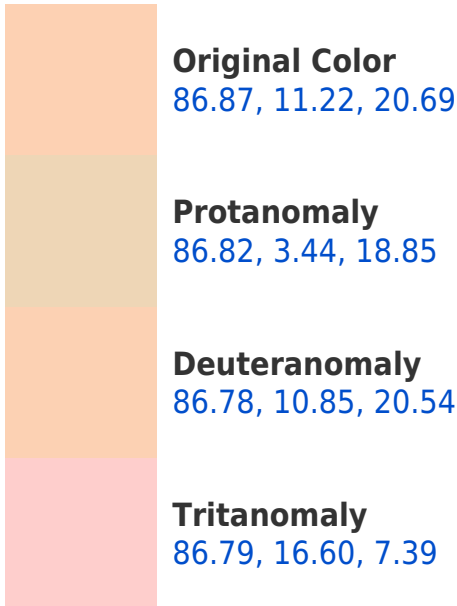 Original Color
86.87, 11.22, 20.69
Protanomaly
86.82, 3.44, 18.85
Deuteranomaly
86.78, 10.85, 20.54
Tritanomaly
86.79, 16.60, 7.39